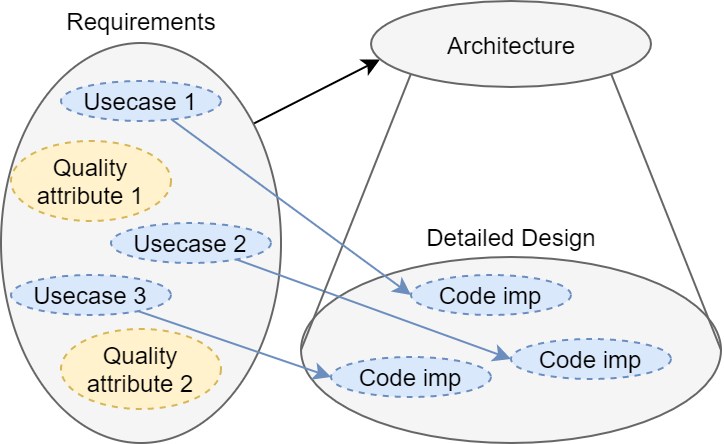 Requirements
Architecture
Usecase 1
Quality
attribute 1
Usecase 2
Usecase 3
Quality
attribute 2
Detailed Design
Code imp
Code imp
Code imp